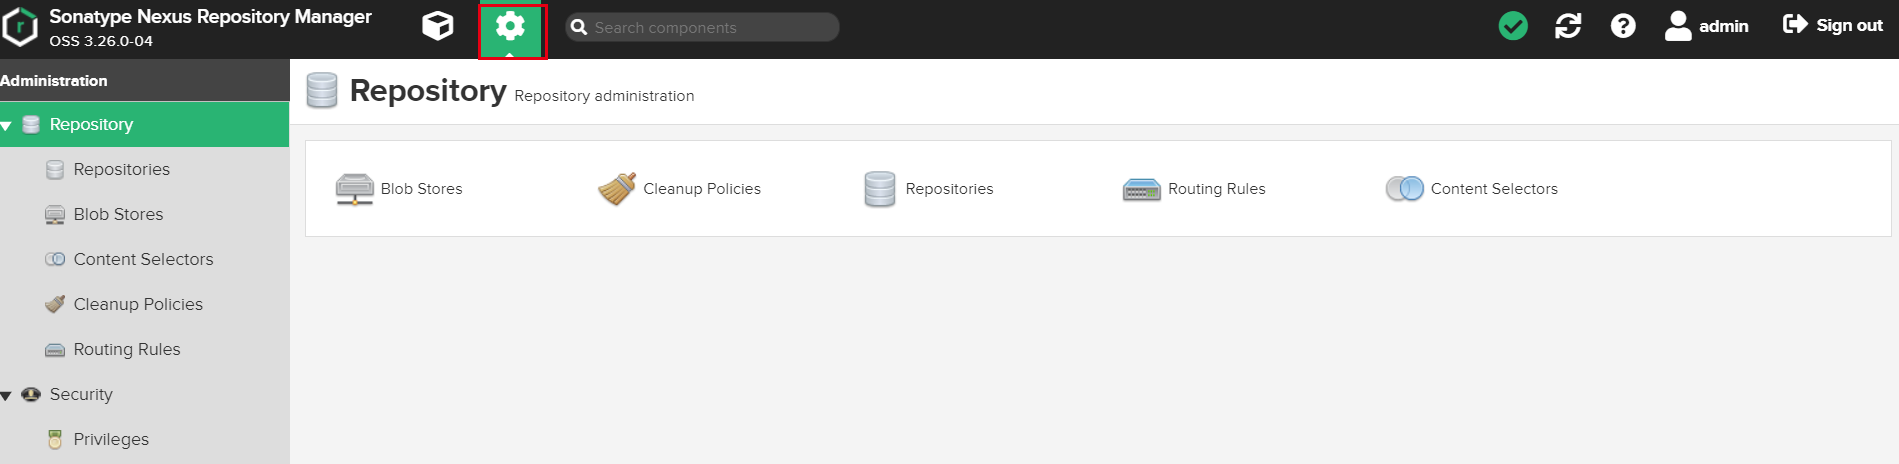 Sonatype Nexus Repository Manager
OSS 3.26.0-04
Search components
admin
Sign out
Administration
Repository
Repositories
Blob Stores
Content Selectors
Cleanup Policies
Routing Rules
Security
Privileges
Repository Repository administration
Blob Stores Cleanup Policies Repositories Routing Rules Content Selectors